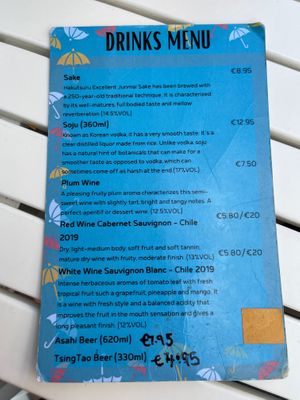 DRINKS MENU
Sake €8.95
Hakutsuru Excellent Junmai Sake has been brewed with
a 250-year-old traditional technique. It is characterized
by its well-matures, full bodied taste and mellow
reverberation (14.5%VOL)
Soju (360ml) €12.95
Known as Korean vodka, it has a very smooth taste. It's a
clear distilled liquor made from rice. Unlike vodka, soju
has a natural hint of botanicals that can make for a
smoother taste as opposed to vodka, which can
sometimes come off as harsh at the end.(17%VOL)
€7.50
Plum Wine
A pleasing fruity plum aroma characterizes this semi-
sweet wine with slightly tart, bright and tangy notes. A
perfect aperitif or dessert wine. (12.5%VOL)
€5.80/€20
Red Wine Cabernet Sauvignon - Chile
2019
Dry, light-medium body, soft fruit and soft tannin,
mature dry wine with fruity, moderate finish. (13%VOL)
€5.80/€20
White Wine Sauvignon Blanc - Chile 2019
Intense herbaceous aromas of tomato leaf with fresh
tropical fruit such a grapefruit, pineapple and mango. It
is a wine with fresh style and a balanced acidity that
improves the fruit in the mouth sensation and gives a
long pleasant finish. (12%VOL)
Asahi Beer (620ml) €7.95
TsingTao Beer (330ml) €4.95